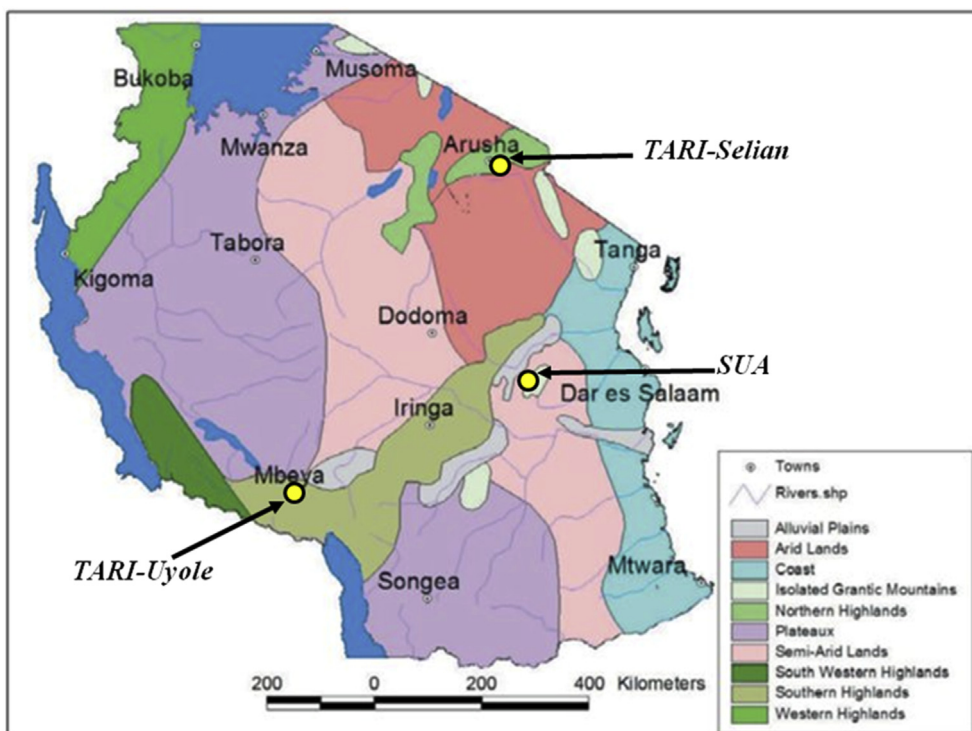 Bukoba
Musoma
Mwanza
Arusha
TARI-Selian
Tabora
Tanga
Kigoma
Dodoma
SUA
Dar es Salaam
Iringa
Mbeya
TARI-Uyole
Songea
Mtwara
Towns
Rivers.shp
Alluvial Plains
Arid Lands
Coast
Isolated Grantic Mountains
Northern Highlands
Plateaux
Semi-Arid Lands
South Western Highlands
Southern Highlands
Western Highlands
200 0 200 400 Kilometers